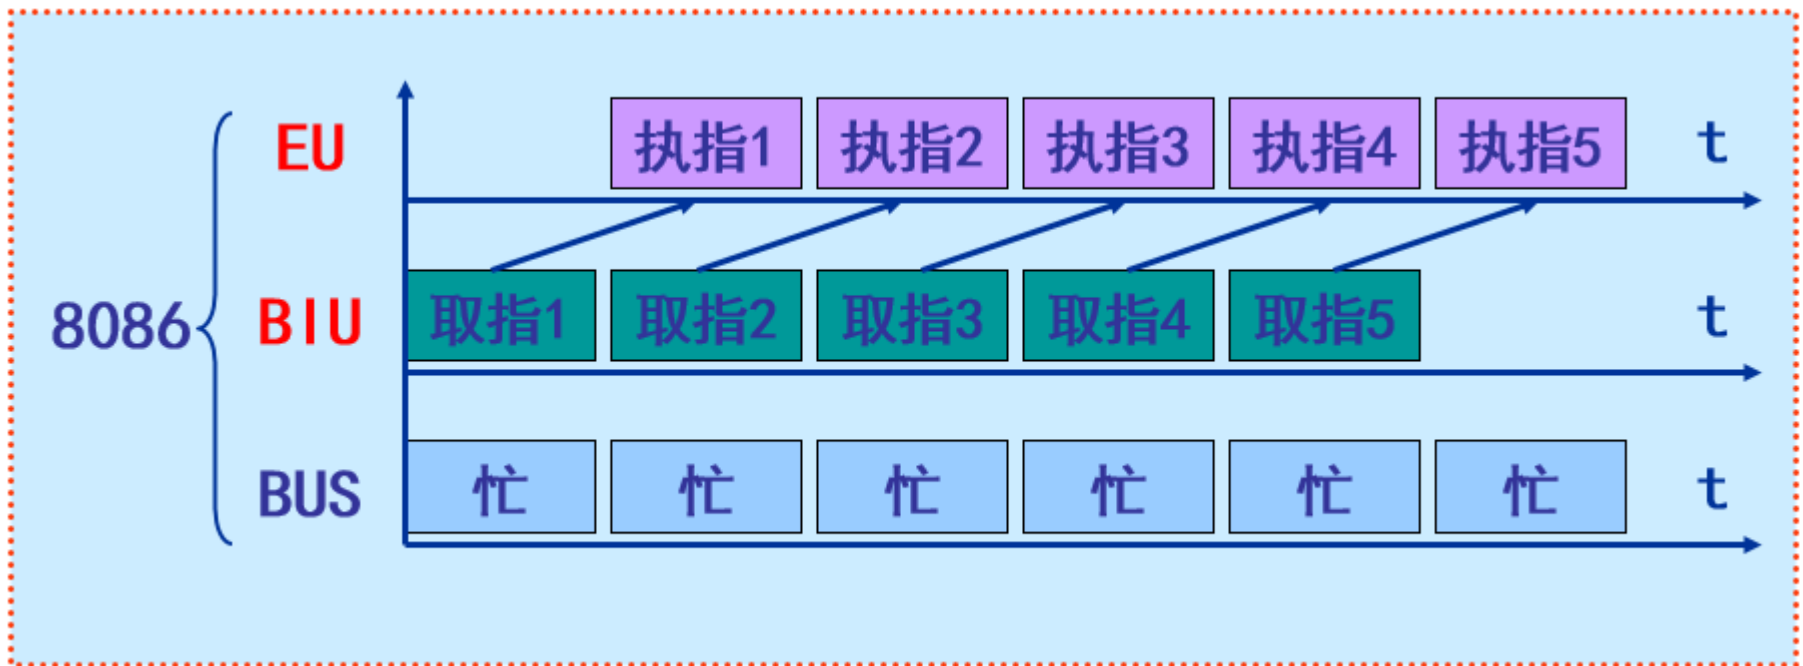 EU 执指1 执指2 执指3 执指4 执指5 t
8086 BIU 取指1 取指2 取指3 取指4 取指5 t
BUS 忙 忙 忙 忙 忙 忙 t